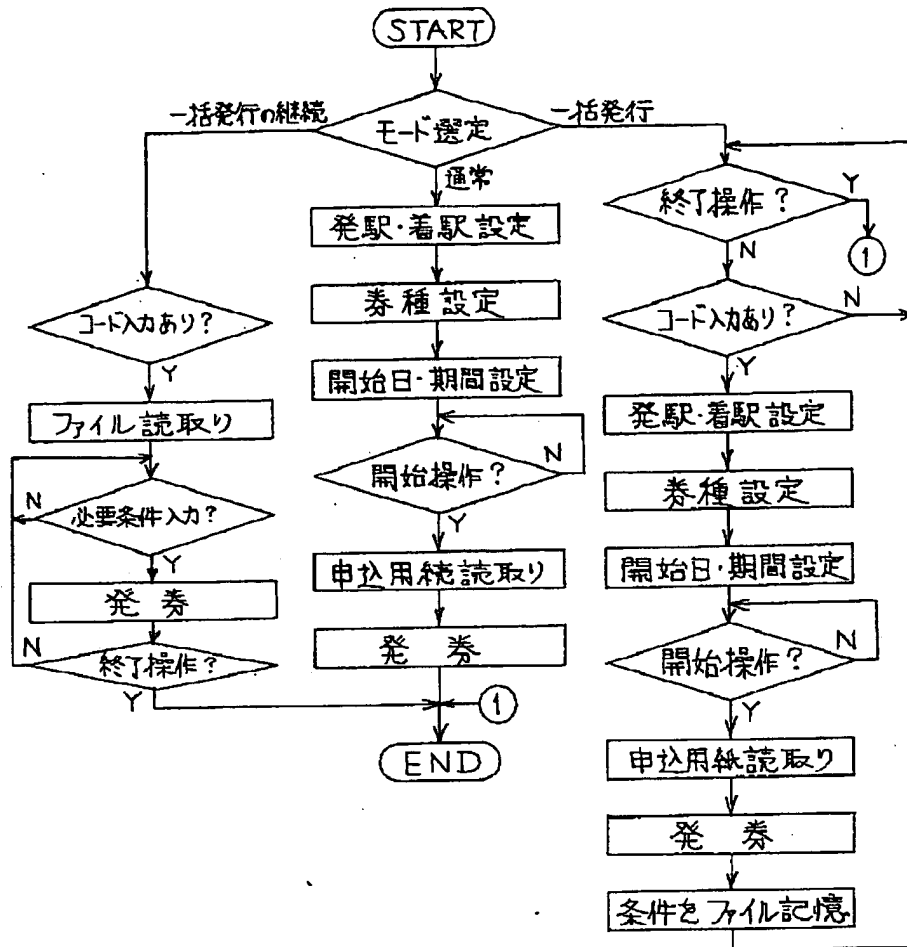 START
モード選定
一括発行の継続
一括発行
通常
コード入力あり?
Y
ファイル読取り
必要条件入力?
N
Y
発券
終了操作?
N
Y
発駅・着駅設定
券種設定
開始日・期間設定
開始操作?
N
Y
申込用続読取り
発券
1
END
終了操作?
Y
1
N
コード入力あり?
N
Y
発駅・着駅設定
券種設定
開始日・期間設定
開始操作?
N
Y
申込用紙読取り
発券
条件をファイル記憶